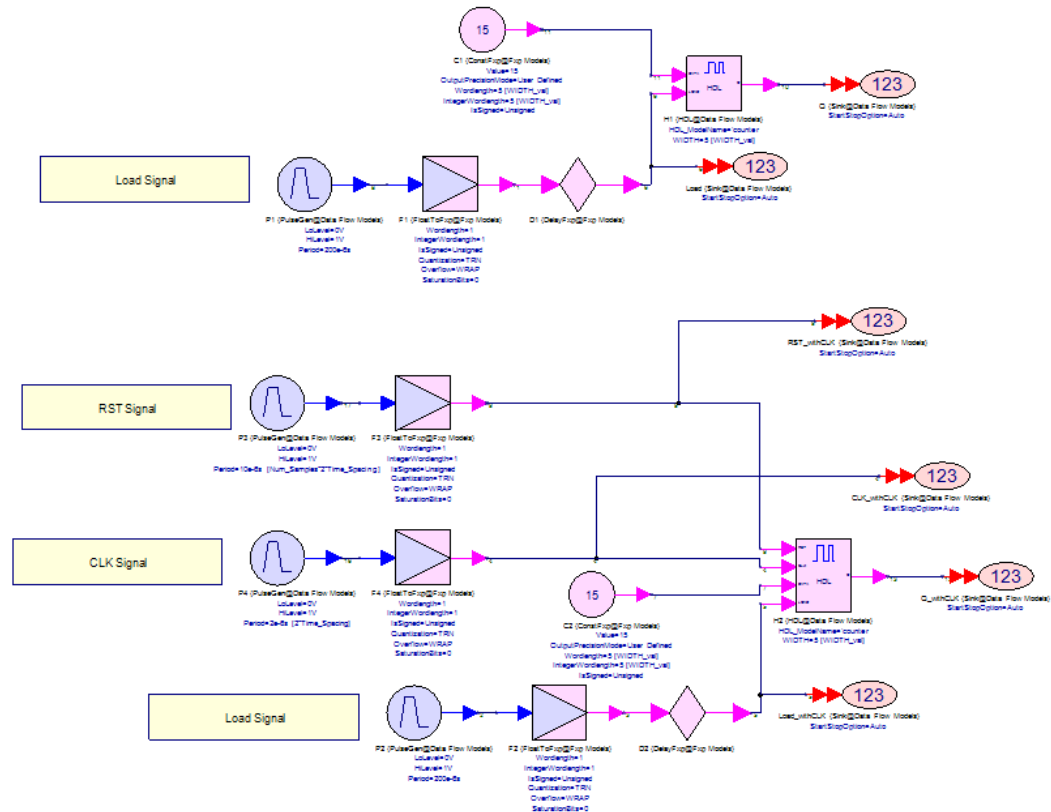 15
C1 {ConstFxp@Fxp Models}
Value=15
OutputPrecisionMode=User Defined
Wordlength=5 [WIDTH_val]
IntegerWordlength=5 [WIDTH_val]
IsSigned=Unsigned
HDL
H1 {HDL@Data Flow Models}
HDL_ModelName='counter
WIDTH=5 [WIDTH_val]
123
Q {Sink@Data Flow Models}
StartStopOption=Auto
Load Signal
P1 {PulseGen@Data Flow Models}
LoLevel=0V
HiLevel=1V
Period=200e-6s
F1 {FloatToFxp@Fxp Models}
Wordlength=1
IntegerWordlength=1
IsSigned=Unsigned
Quantization=TRN
Overflow=WRAP
SaturationBits=0
D1 {DelayFxp@Fxp Models}
123
Load {Sink@Data Flow Models}
StartStopOption=Auto
123
RST_withCLK {Sink@Data Flow Models}
StartStopOption=Auto
RST Signal
P3 {PulseGen@Data Flow Models}
LoLevel=0V
HiLevel=1V
Period=10e-6s [Num_Samples*2*Time_Spacing]
F3 {FloatToFxp@Fxp Models}
Wordlength=1
IntegerWordlength=1
IsSigned=Unsigned
Quantization=TRN
Overflow=WRAP
SaturationBits=0
123
CLK_withCLK {Sink@Data Flow Models}
StartStopOption=Auto
CLK Signal
P4 {PulseGen@Data Flow Models}
LoLevel=0V
HiLevel=1V
Period=2e-6s [2*Time_Spacing]
F4 {FloatToFxp@Fxp Models}
Wordlength=1
IntegerWordlength=1
IsSigned=Unsigned
Quantization=TRN
Overflow=WRAP
SaturationBits=0
15
C2 {ConstFxp@Fxp Models}
Value=15
OutputPrecisionMode=User Defined
Wordlength=5 [WIDTH_val]
IntegerWordlength=5 [WIDTH_val]
IsSigned=Unsigned
HDL
H2 {HDL@Data Flow Models}
HDL_ModelName='counter
WIDTH=5 [WIDTH_val]
123
Q_withCLK {Sink@Data Flow Models}
StartStopOption=Auto
Load Signal
P2 {PulseGen@Data Flow Models}
LoLevel=0V
HiLevel=1V
Period=200e-6s
F2 {FloatToFxp@Fxp Models}
Wordlength=1
IntegerWordlength=1
IsSigned=Unsigned
Quantization=TRN
Overflow=WRAP
SaturationBits=0
D2 {DelayFxp@Fxp Models}
123
Load_withCLK {Sink@Data Flow Models}
StartStopOption=Auto